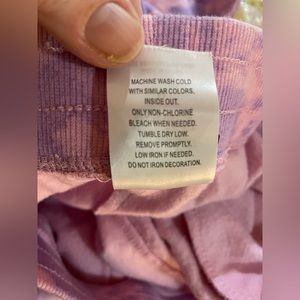 MACHINE WASH COLD
WITH SIMILAR COLORS,
INSIDE OUT.
ONLY NON-CHLORINE
BLEACH WHEN NEEDED.
TUMBLE DRY LOW.
REMOVE PROMPTLY.
LOW IRON IF NEEDED.
DO NOT IRON DECORATION.